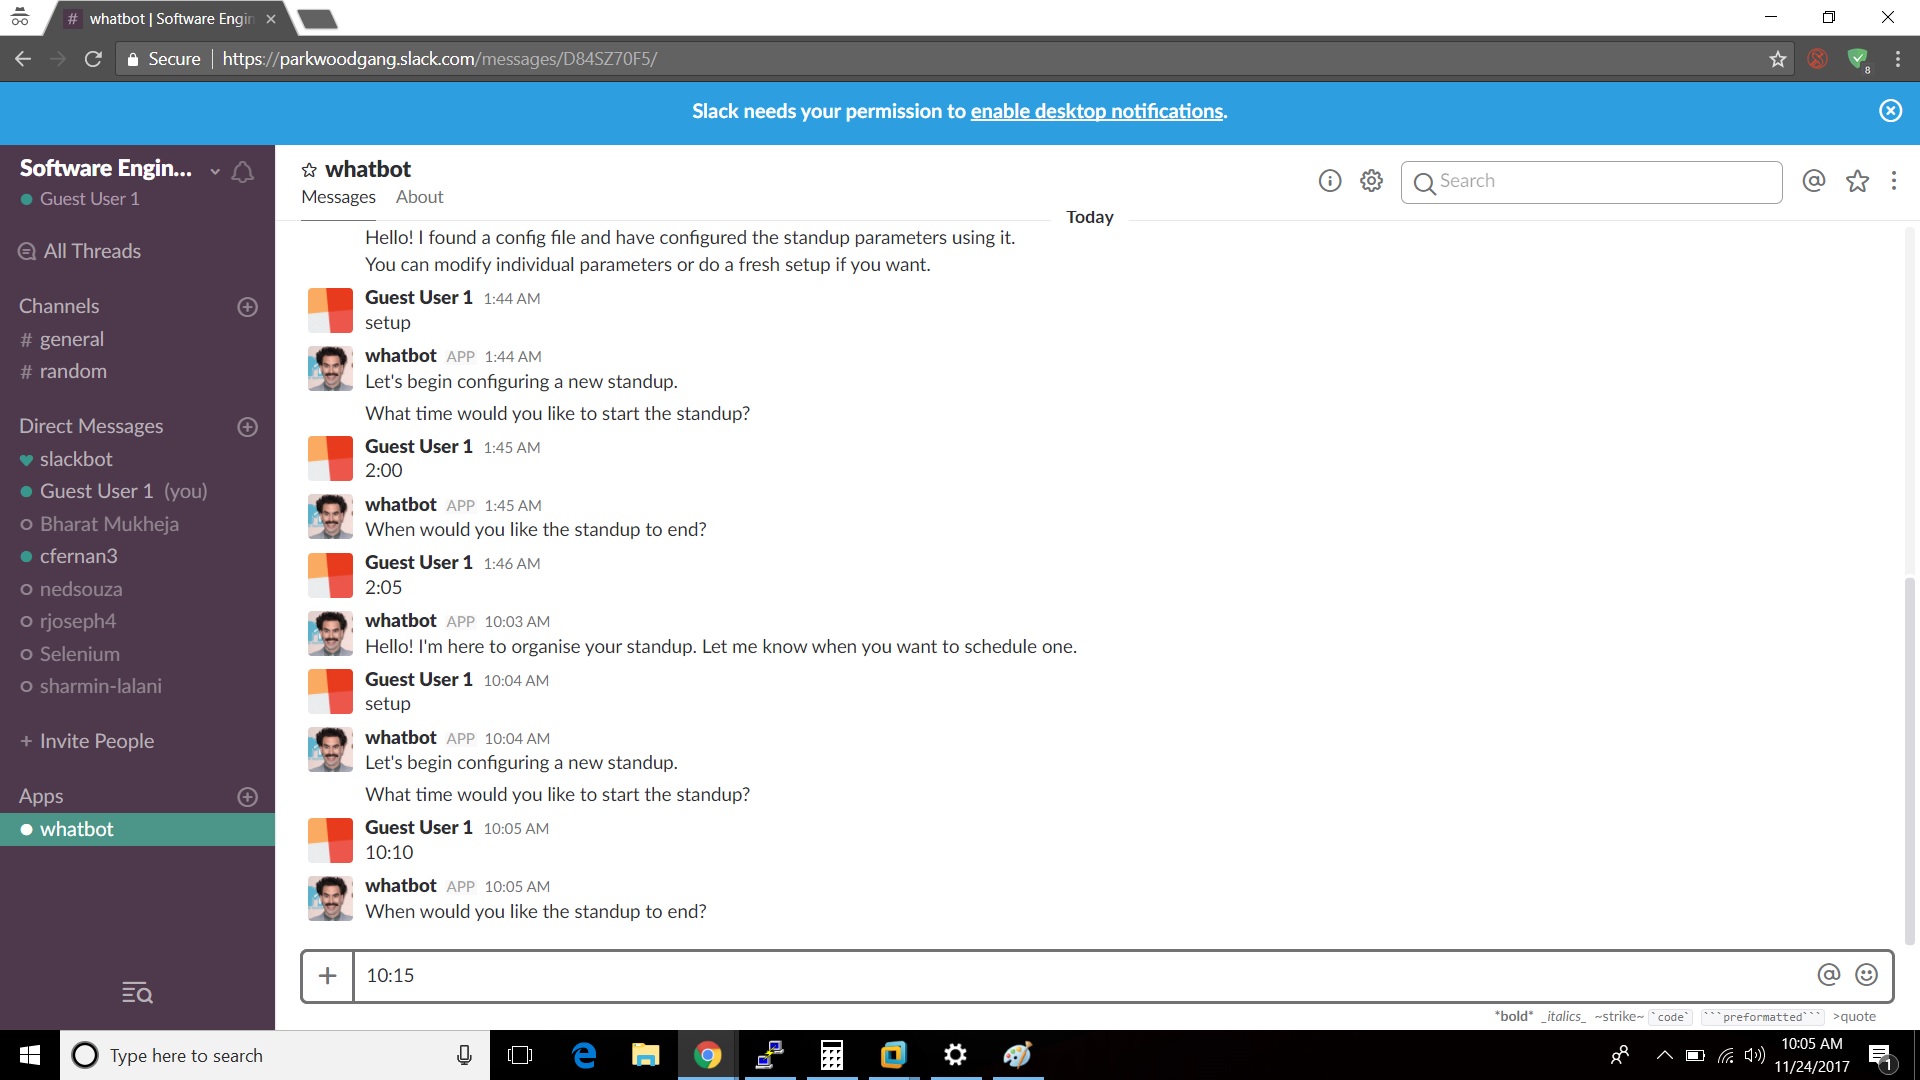 whatbot | Software Engin
Secure
https://parkwoodgang.slack.com/messages/D84SZ70F5/
8
Slack needs your permission to enable desktop notifications.
Software Engin...
Guest User 1
All Threads
Channels
# general
# random
Direct Messages
slackbot
Guest User 1 (you)
Bharat Mukheja
cfernan3
nedsouza
rjoseph4
Selenium
sharmin-lalani
+ Invite People
Apps
whatbot
whatbot
Messages About
Search
Today
Hello! I found a config file and have configured the standup parameters using it.
You can modify individual parameters or do a fresh setup if you want.
Guest User 1 1:44 AM
setup
whatbot APP 1:44 AM
Let's begin configuring a new standup.
What time would you like to start the standup?
Guest User 1 1:45 AM
2:00
whatbot APP 1:45 AM
When would you like the standup to end?
Guest User 1 1:46 AM
2:05
whatbot APP 10:03 AM
Hello! I'm here to organise your standup. Let me know when you want to schedule one.
Guest User 1 10:04 AM
setup
whatbot APP 10:04 AM
Let's begin configuring a new standup.
What time would you like to start the standup?
Guest User 1 10:05 AM
10:10
whatbot APP 10:05 AM
When would you like the standup to end?
10:15
*bold* _italics_ ~strike~ `code` ```preformatted``` >quote
Type here to search
10:05 AM
11/24/2017
1